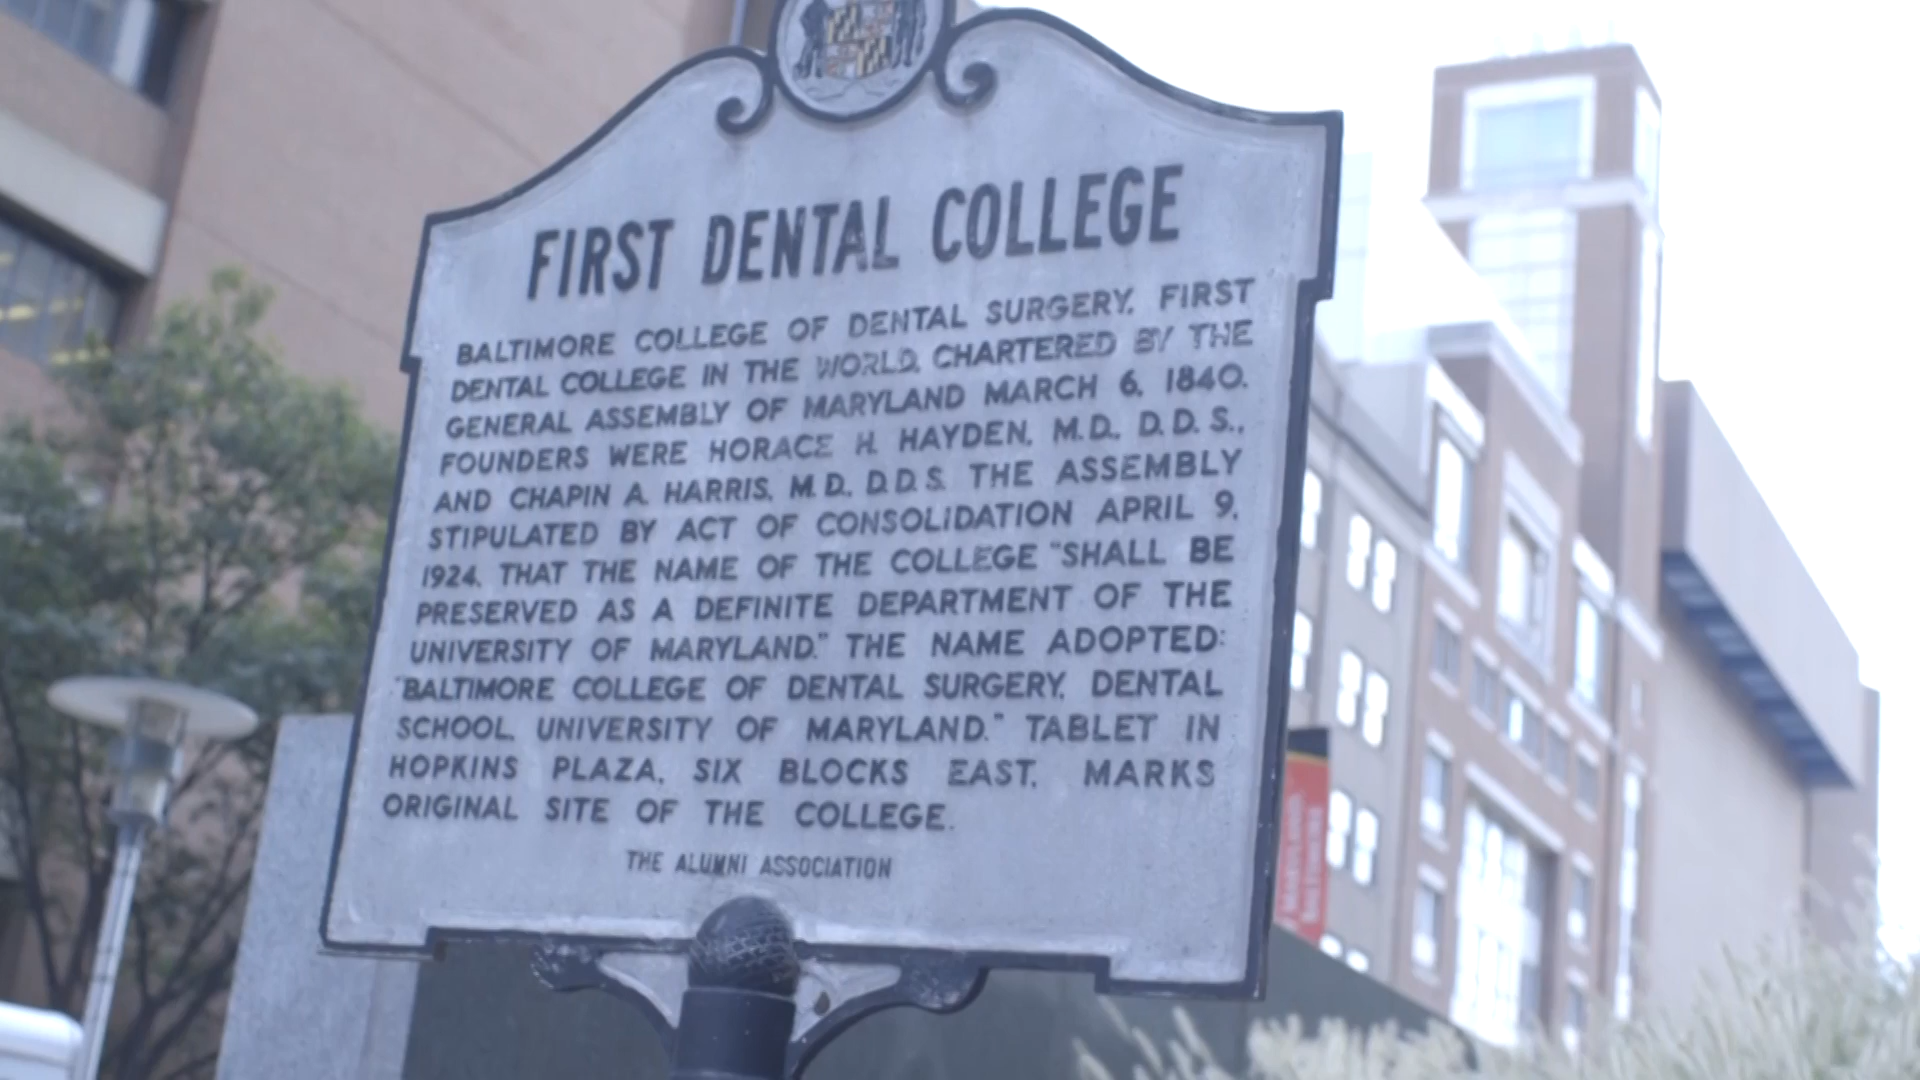 FIRST DENTAL COLLEGE
BALTIMORE COLLEGE OF DENTAL SURGERY, FIRST
DENTAL COLLEGE IN THE WORLD, CHARTERED BY THE
GENERAL ASSEMBLY OF MARYLAND MARCH 6, 1840.
FOUNDERS WERE HORACE H. HAYDEN, M.D., D.D.S.,
AND CHAPIN A. HARRIS, M.D., D.D.S. THE ASSEMBLY
STIPULATED BY ACT OF CONSOLIDATION APRIL 9,
1924, THAT THE NAME OF THE COLLEGE "SHALL BE
PRESERVED AS A DEFINITE DEPARTMENT OF THE
UNIVERSITY OF MARYLAND." THE NAME ADOPTED:
"BALTIMORE COLLEGE OF DENTAL SURGERY, DENTAL
SCHOOL, UNIVERSITY OF MARYLAND." TABLET IN
HOPKINS PLAZA, SIX BLOCKS EAST, MARKS
ORIGINAL SITE OF THE COLLEGE.
THE ALUMNI ASSOCIATION